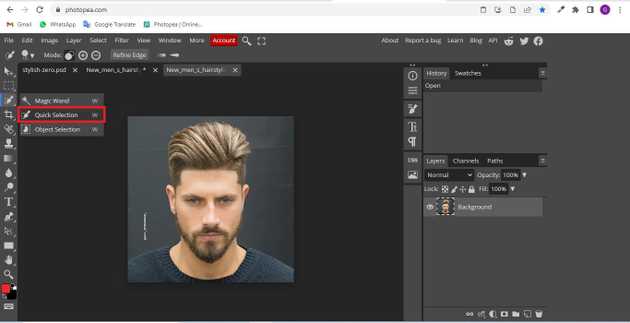 photopea.com
Gmail WhatsApp Google Translate Photopea | Online...
File Edit Image Layer Select Filter View Window More Account
About Report a bug Learn Blog API
Mode: Refine Edge
stylish-zero.psd New_men_s_hairst *
New_men_s_hairstyl
Magic Wand W
Quick Selection W
Object Selection W
History Swatches
Open
CSS
Layers Channels Paths
Normal Opacity: 100%
Lock: Fill: 100%
Background